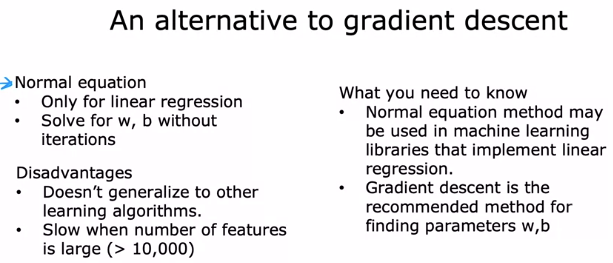 An alternative to gradient descent
Normal equation
• Only for linear regression
• Solve for w, b without
iterations
Disadvantages
• Doesn't generalize to other
learning algorithms.
• Slow when number of features
is large (> 10,000)
What you need to know
• Normal equation method may
be used in machine learning
libraries that implement linear
regression.
• Gradient descent is the
recommended method for
finding parameters w,b